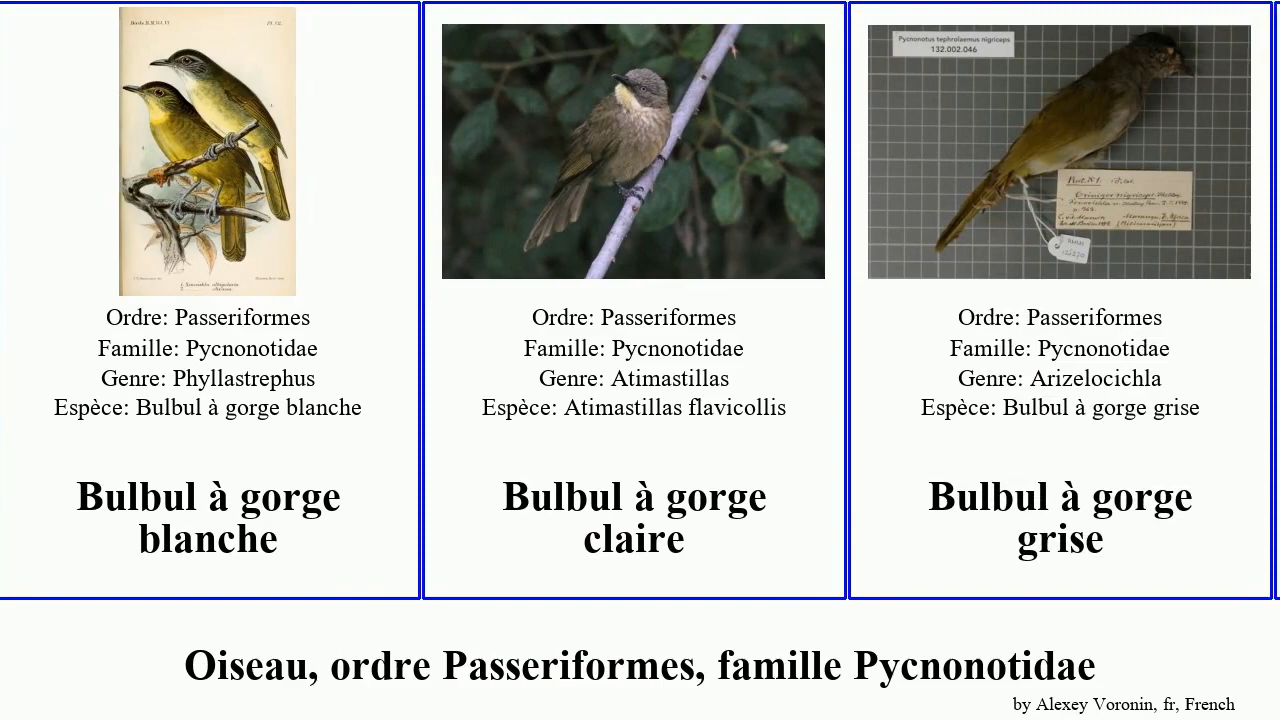 Pycnonotus tephrolaemus nigriceps
132.002.046
Ordre: Passeriformes
Famille: Pycnonotidae
Genre: Phyllastrephus
Espèce: Bulbul à gorge blanche
Bulbul à gorge
blanche
Ordre: Passeriformes
Famille: Pycnonotidae
Genre: Atimastillas
Espèce: Atimastillas flavicollis
Bulbul à gorge
claire
Ordre: Passeriformes
Famille: Pycnonotidae
Genre: Arizelocichla
Espèce: Bulbul à gorge grise
Bulbul à gorge
grise
Oiseau, ordre Passeriformes, famille Pycnonotidae
by Alexey Voronin, fr, French